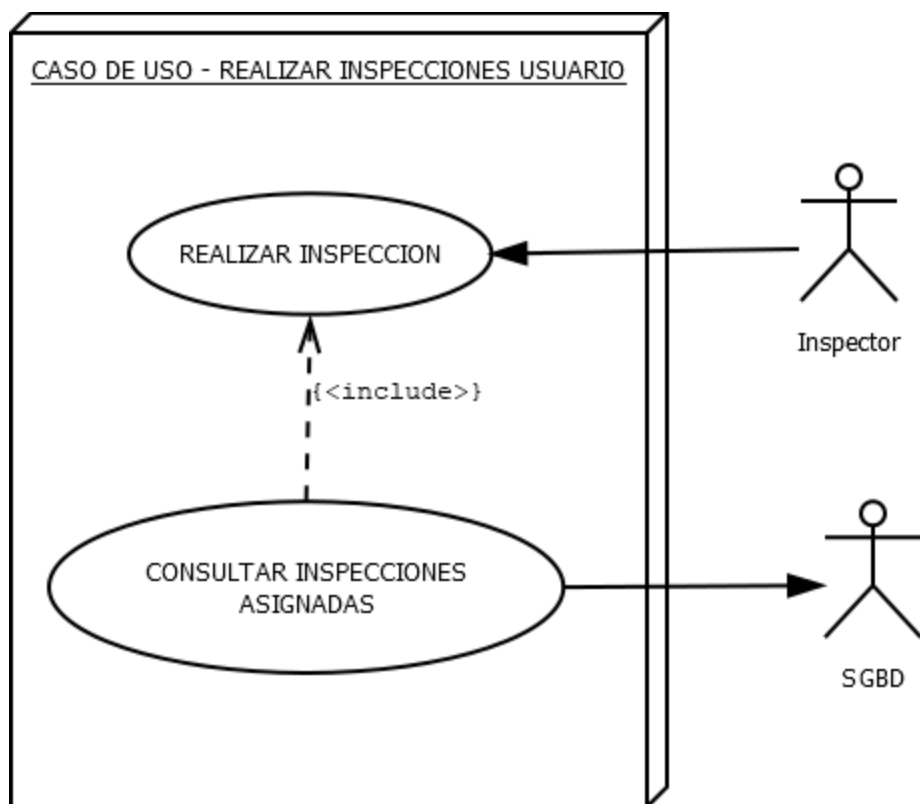 CASO DE USO - REALIZAR INSPECCIONES USUARIO
REALIZAR INSPECCION
Inspector
{<include>}
CONSULTAR INSPECCIONES
ASIGNADAS
SGBD